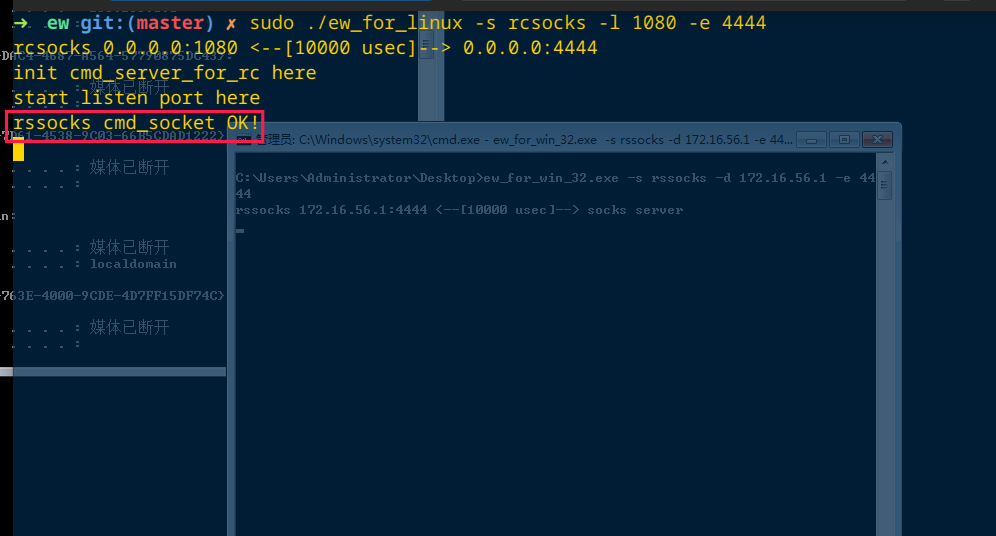 ➜ ew git:(master) ✗ sudo ./ew_for_linux -s rcsocks -l 1080 -e 4444
rcsocks 0.0.0.0:1080 <--[10000 usec]--> 0.0.0.0:4444
init cmd_server_for_rc here
start listen port here
rssocks cmd_socket OK!
管理员: C:\Windows\system32\cmd.exe - ew_for_win_32.exe -s rssocks -d 172.16.56.1 -e 44...
C:\Users\Administrator\Desktop>ew_for_win_32.exe -s rssocks -d 172.16.56.1 -e 44
44
rssocks 172.16.56.1:4444 <--[10000 usec]--> socks server
. . . . : 媒体已断开
. . . . :
. . . . : 媒体已断开
. . . . : localdomain
763E-4000-9CDE-4D7FF15DF74C}
. . . . : 媒体已断开
. . . . :